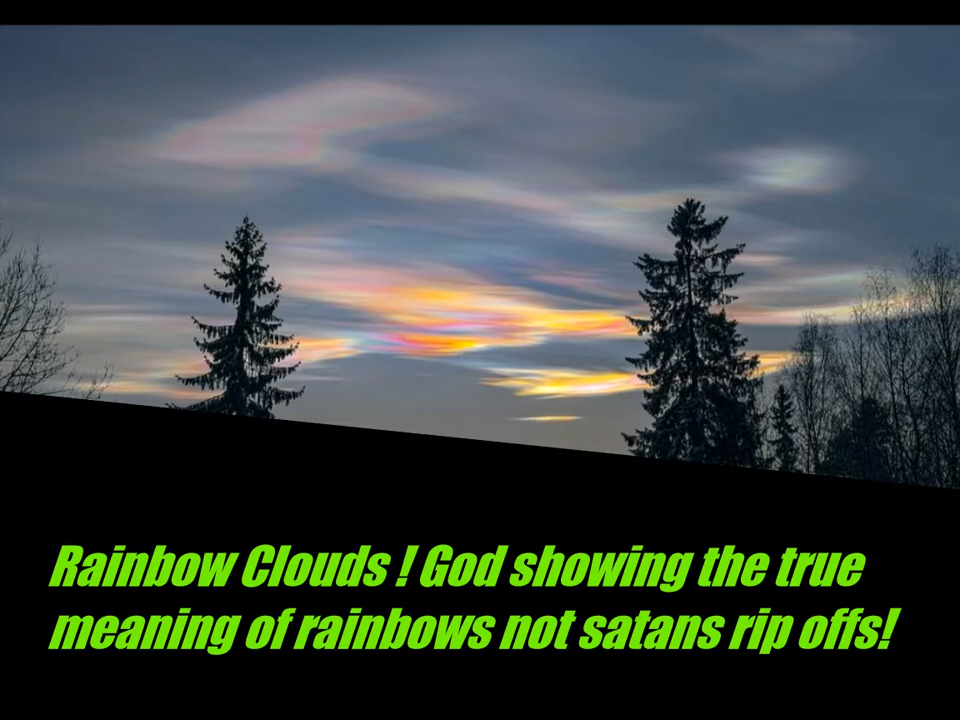 Rainbow Clouds ! God showing the true
meaning of rainbows not satans rip offs!